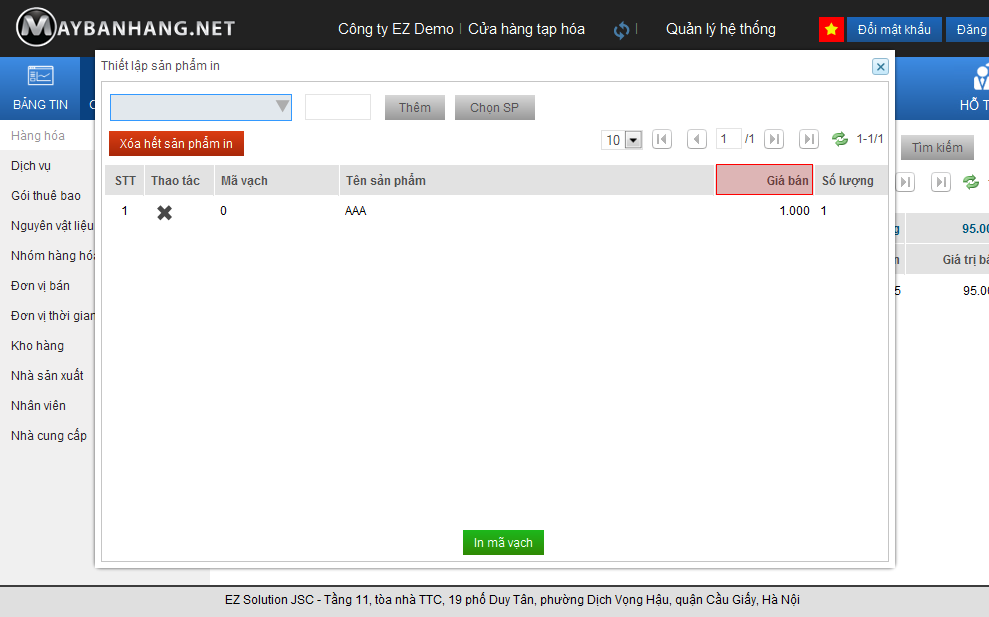 MAYBANHANG.NET
Công ty EZ Demo | Cửa hàng tạp hóa | Quản lý hệ thống
Đổi mật khẩu
Đăng
BẢNG TIN
HỖ T
Thiết lập sản phẩm in
Thêm
Chọn SP
Xóa hết sản phẩm in
10
1 /1
1-1/1
STT Thao tác Mã vạch Tên sản phẩm Giá bán Số lượng
1 0 AAA 1.000 1
In mã vạch
Hàng hóa
Dịch vụ
Gói thuê bao
Nguyên vật liệu
Nhóm hàng hóa
Đơn vị bán
Đơn vị thời gian
Kho hàng
Nhà sản xuất
Nhân viên
Nhà cung cấp
Tìm kiếm
g 95.00
n Giá trị bá
5 95.00
EZ Solution JSC - Tầng 11, tòa nhà TTC, 19 phố Duy Tân, phường Dịch Vọng Hậu, quận Cầu Giấy, Hà Nội